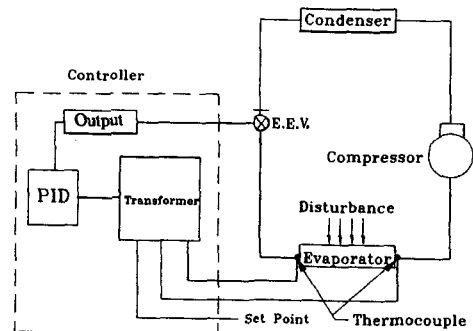 Condenser
Controller
Output
E.E.V.
Compressor
PID
Transformer
Disturbance
Evaporator
Set Point
Thermocouple